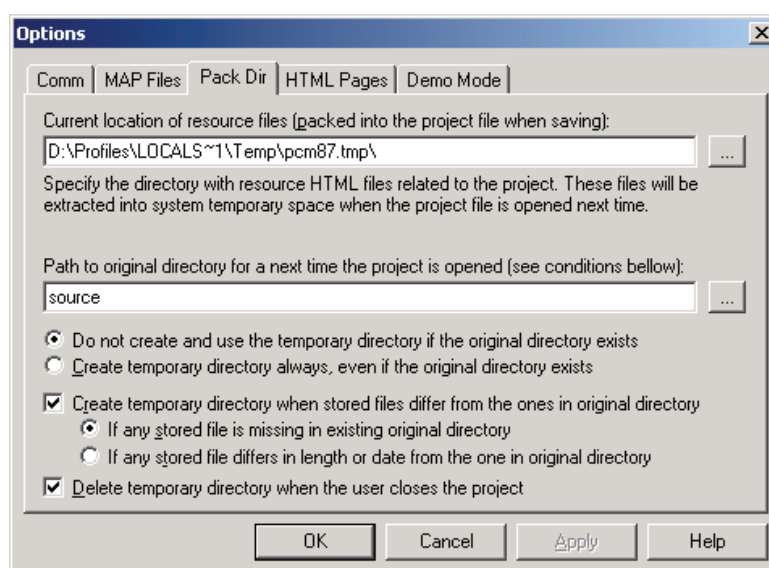 Options
Comm MAP Files Pack Dir HTML Pages Demo Mode
Current location of resource files (packed into the project file when saving):
D:\Profiles\LOCALS~1\Temp\pcm87.tmp\
...
Specify the directory with resource HTML files related to the project. These files will be
extracted into system temporary space when the project file is opened next time.
Path to original directory for a next time the project is opened (see conditions bellow):
source
...
Do not create and use the temporary directory if the original directory exists
Create temporary directory always, even if the original directory exists
Create temporary directory when stored files differ from the ones in original directory
If any stored file is missing in existing original directory
If any stored file differs in length or date from the one in original directory
Delete temporary directory when the user closes the project
OK Cancel Apply Help